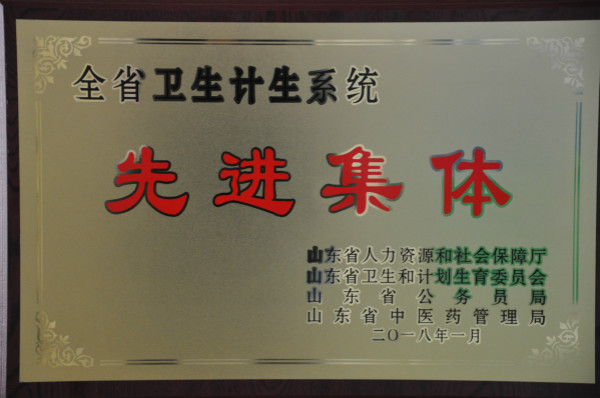 全省卫生计生系统
先进集体
山东省人力资源和社会保障厅
山东省卫生和计划生育委员会
山东省公务员局
山东省中医药管理局
二〇一八年一月